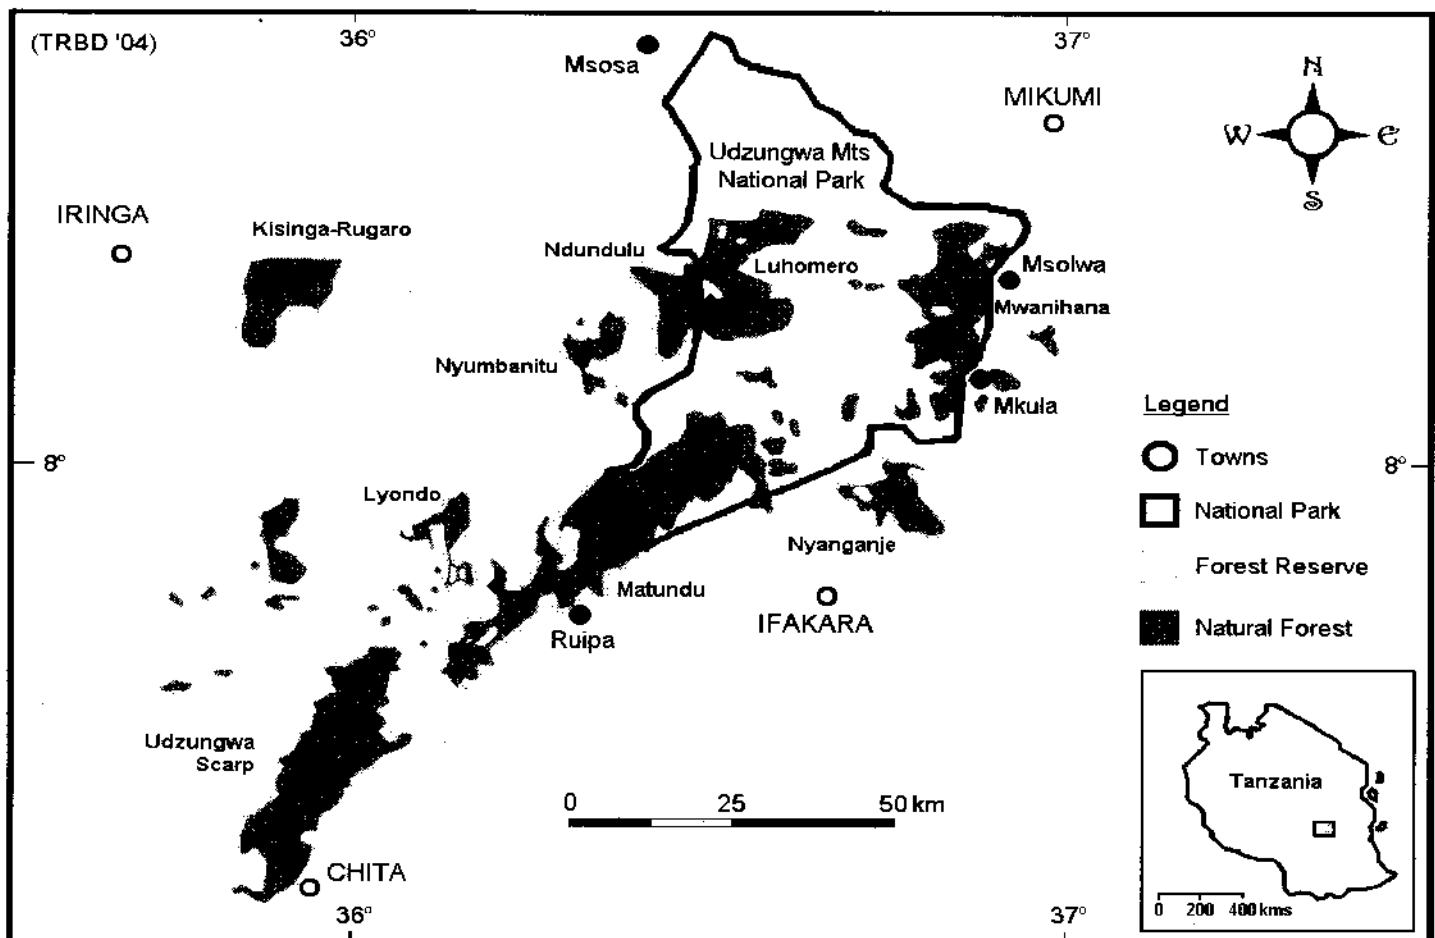 (TRBD '04)
36°
37°
Msosa
MIKUMI
N
W
E
S
Udzungwa Mts
National Park
IRINGA
Kisinga-Rugaro
Ndundulu
Luhomero
Msolwa
Mwanihana
Nyumbanitu
Mkula
8°
8°
Lyondo
Nyanganje
Matundu
IFAKARA
Ruipa
Udzungwa
Scarp
CHITA
0 25 50 km
36°
37°
Legend
Towns
National Park
Forest Reserve
Natural Forest
Tanzania
0 200 400 kms